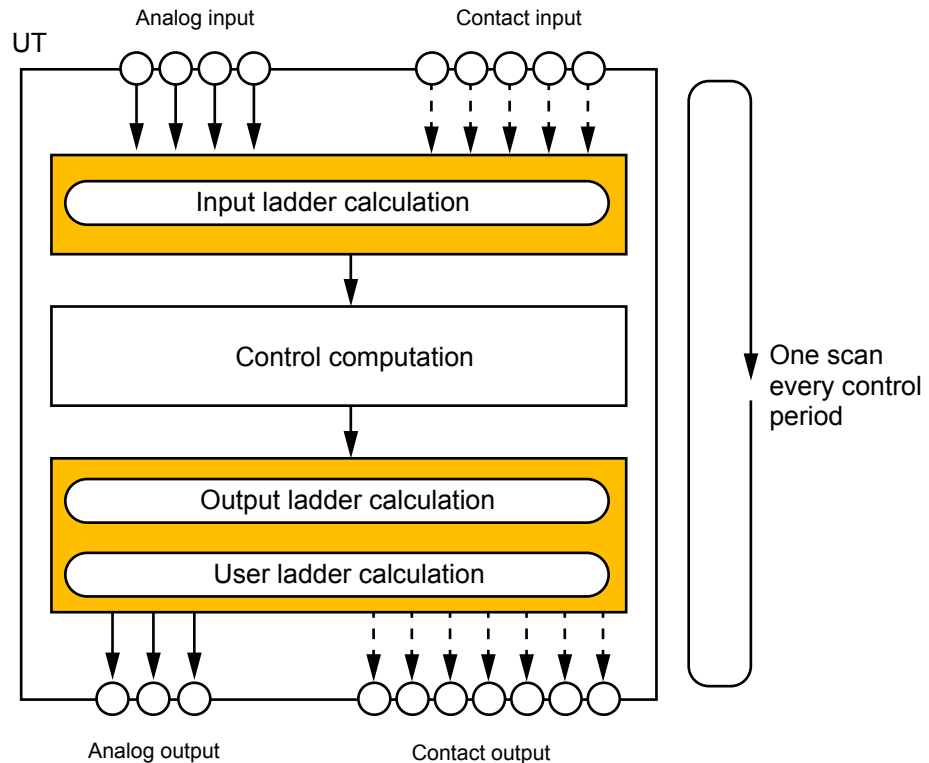 Analog input
Contact input
UT
Input ladder calculation
Control computation
One scan
every control
period
Output ladder calculation
User ladder calculation
Analog output
Contact output